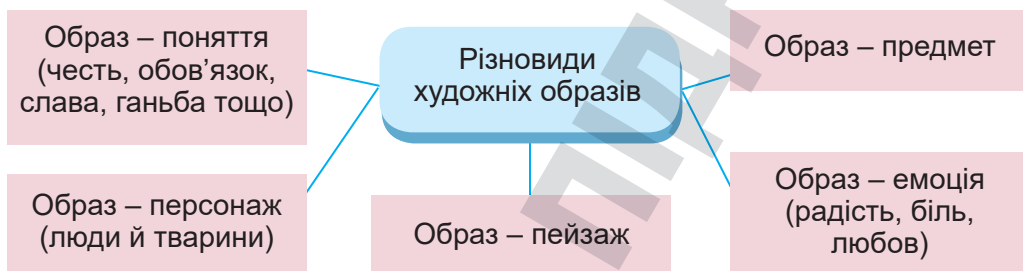 Образ – поняття
(честь, обов’язок,
слава, ганьба тощо)
Різновиди
художніх образів
Образ – предмет
Образ – персонаж
(люди й тварини)
Образ – пейзаж
Образ – емоція
(радість, біль,
любов)